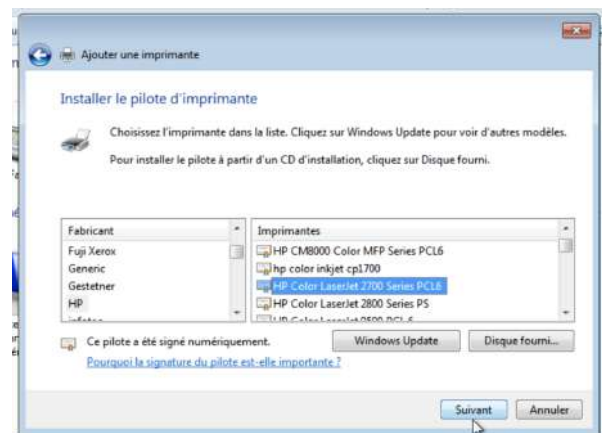 Ajouter une imprimante
Installer le pilote d'imprimante
Choisissez l'imprimante dans la liste. Cliquez sur Windows Update pour voir d'autres modèles.
Pour installer le pilote à partir d'un CD d'installation, cliquez sur Disque fourni.
Fabricant
Fuji Xerox
Generic
Gestetner
HP
infotec
Imprimantes
HP CM8000 Color MFP Series PCL6
hp color inkjet cp1700
HP Color LaserJet 2700 Series PCL6
HP Color LaserJet 2800 Series PS
Ce pilote a été signé numériquement.
Pourquoi la signature du pilote est-elle importante ?
Windows Update
Disque fourni...
Suivant
Annuler